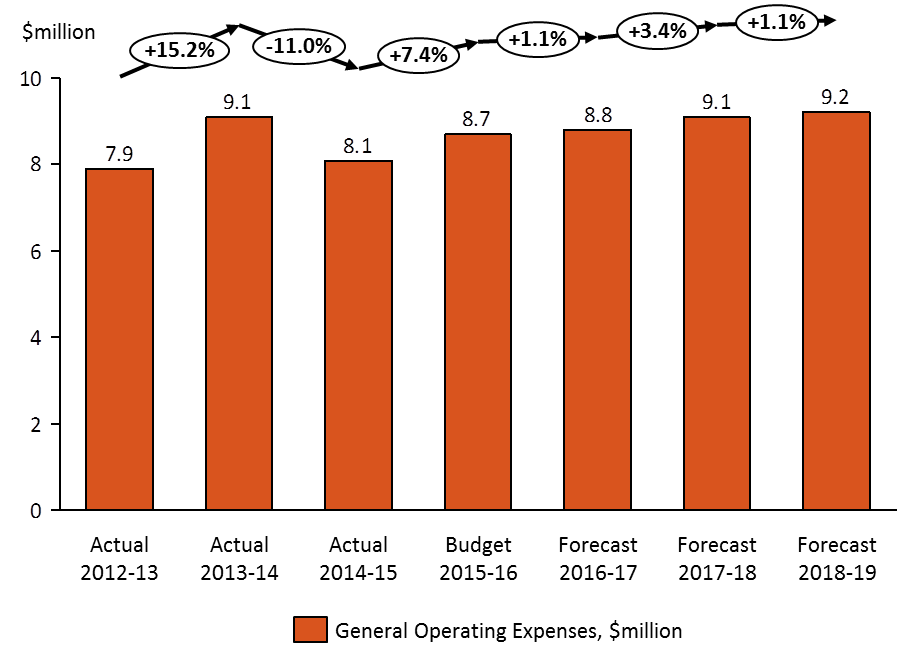 $million
+15.2%
-11.0%
+7.4%
+1.1%
+3.4%
+1.1%
10
8
6
4
2
0
7.9
9.1
8.1
8.7
8.8
9.1
9.2
Actual
2012-13
Actual
2013-14
Actual
2014-15
Budget
2015-16
Forecast
2016-17
Forecast
2017-18
Forecast
2018-19
General Operating Expenses, $million